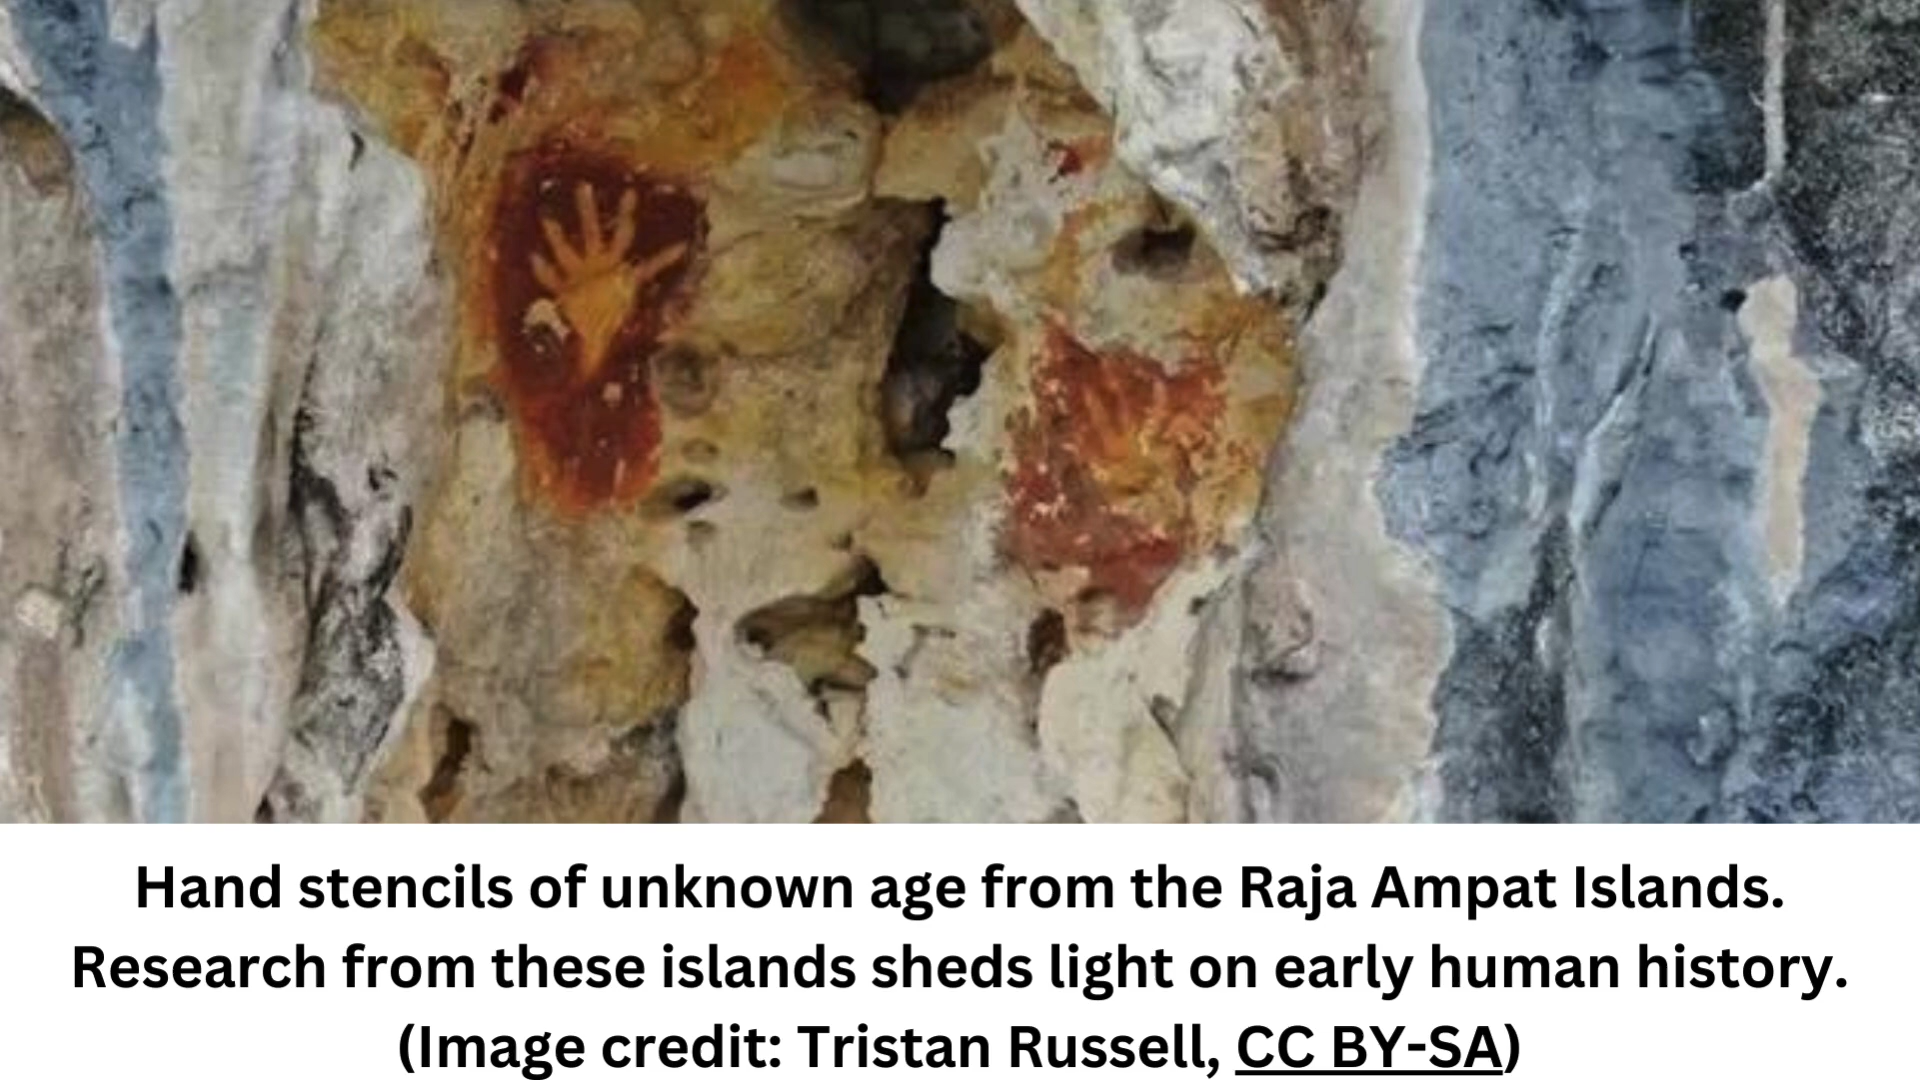 Hand stencils of unknown age from the Raja Ampat Islands.
Research from these islands sheds light on early human history.
(Image credit: Tristan Russell, CC BY-SA)